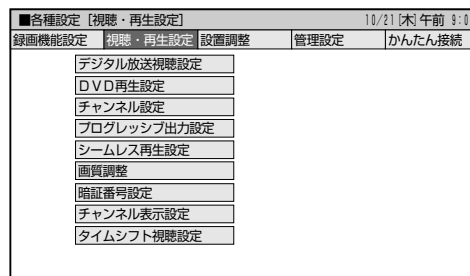 ■各種設定［視聴・再生設定］ 10/21[木]午前 9:0
録画機能設定 視聴・再生設定 設置調整 管理設定 かんたん接続
デジタル放送視聴設定
ＤＶＤ再生設定
チャンネル設定
プログレッシブ出力設定
シームレス再生設定
画質調整
暗証番号設定
チャンネル表示設定
タイムシフト視聴設定